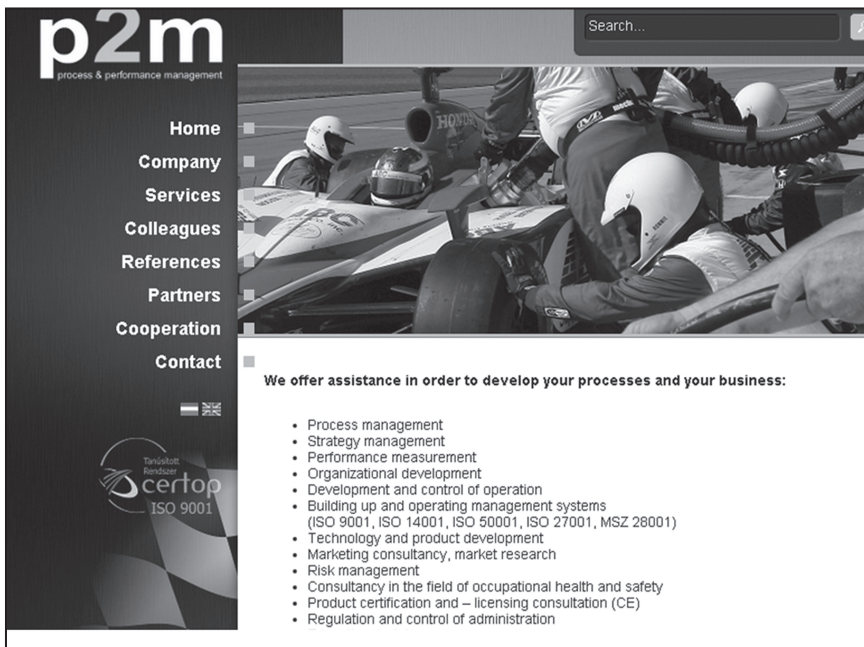 p2m
process & performance management
Search...
Home
Company
Services
Colleagues
References
Partners
Cooperation
Contact
Tanúsított
Rendszer
certop
ISO 9001
HONDA
We offer assistance in order to develop your processes and your business:
• Process management
• Strategy management
• Performance measurement
• Organizational development
• Development and control of operation
• Building up and operating management systems
(ISO 9001, ISO 14001, ISO 50001, ISO 27001, MSZ 28001)
• Technology and product development
• Marketing consultancy, market research
• Risk management
• Consultancy in the field of occupational health and safety
• Product certification and – licensing consultation (CE)
• Regulation and control of administration